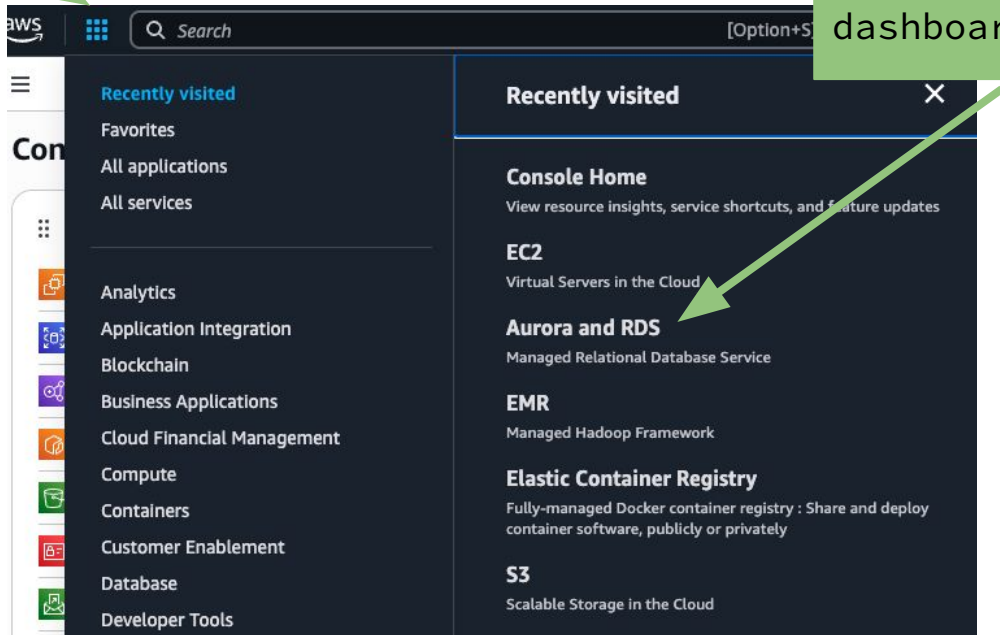 aws
Search
[Option+S]
dashboar
Con
Recently visited
Favorites
All applications
All services
Analytics
Application Integration
Blockchain
Business Applications
Cloud Financial Management
Compute
Containers
Customer Enablement
Database
Developer Tools
Recently visited
Console Home
View resource insights, service shortcuts, and feature updates
EC2
Virtual Servers in the Cloud
Aurora and RDS
Managed Relational Database Service
EMR
Managed Hadoop Framework
Elastic Container Registry
Fully-managed Docker container registry : Share and deploy
container software, publicly or privately
S3
Scalable Storage in the Cloud